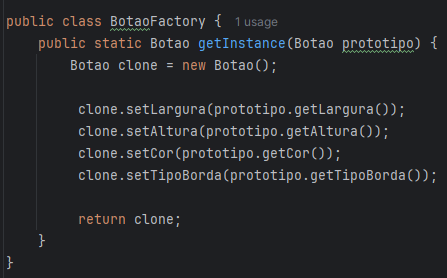 public class BotaoFactory {  1 usage
    public static Botao getInstance(Botao prototipo) {
        Botao clone = new Botao();

        clone.setLargura(prototipo.getLargura());
        clone.setAltura(prototipo.getAltura());
        clone.setCor(prototipo.getCor());
        clone.setTipoBorda(prototipo.getTipoBorda());

        return clone;
    }
}